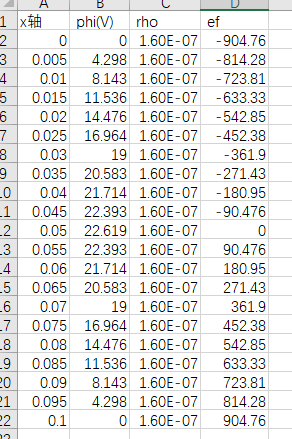 A B C D
1 x轴 phi(V) rho ef
2 0 0 1.60E-07 -904.76
3 0.005 4.298 1.60E-07 -814.28
4 0.01 8.143 1.60E-07 -723.81
5 0.015 11.536 1.60E-07 -633.33
6 0.02 14.476 1.60E-07 -542.85
7 0.025 16.964 1.60E-07 -452.38
8 0.03 19 1.60E-07 -361.9
9 0.035 20.583 1.60E-07 -271.43
10 0.04 21.714 1.60E-07 -180.95
11 0.045 22.393 1.60E-07 -90.476
12 0.05 22.619 1.60E-07 0
13 0.055 22.393 1.60E-07 90.476
14 0.06 21.714 1.60E-07 180.95
15 0.065 20.583 1.60E-07 271.43
16 0.07 19 1.60E-07 361.9
17 0.075 16.964 1.60E-07 452.38
18 0.08 14.476 1.60E-07 542.85
19 0.085 11.536 1.60E-07 633.33
20 0.09 8.143 1.60E-07 723.81
21 0.095 4.298 1.60E-07 814.28
22 0.1 0 1.60E-07 904.76